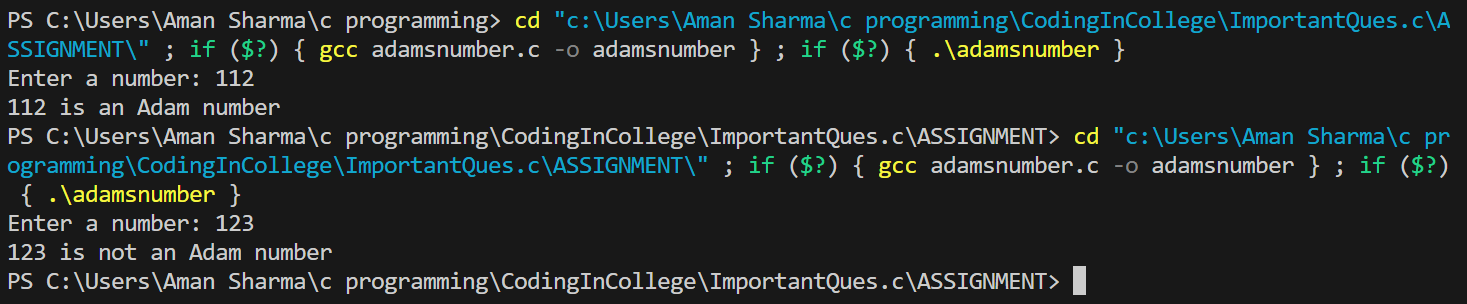 PS C:\Users\Aman Sharma\c programming> cd "c:\Users\Aman Sharma\c programming\CodingInCollege\ImportantQues.c\A
SSIGNMENT\" ; if ($?) { gcc adamsnumber.c -o adamsnumber } ; if ($?) { .\adamsnumber }
Enter a number: 112
112 is an Adam number
PS C:\Users\Aman Sharma\c programming\CodingInCollege\ImportantQues.c\ASSIGNMENT> cd "c:\Users\Aman Sharma\c pr
ogramming\CodingInCollege\ImportantQues.c\ASSIGNMENT\" ; if ($?) { gcc adamsnumber.c -o adamsnumber } ; if ($?)
 { .\adamsnumber }
Enter a number: 123
123 is not an Adam number
PS C:\Users\Aman Sharma\c programming\CodingInCollege\ImportantQues.c\ASSIGNMENT>